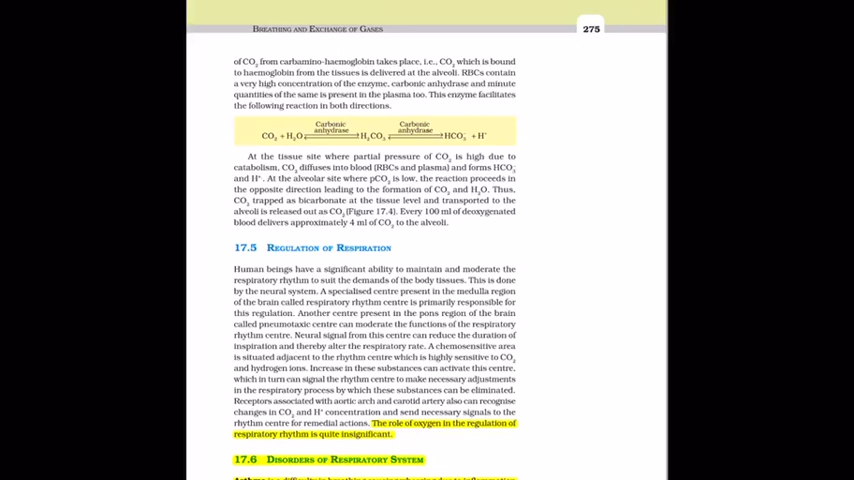 BREATHING AND EXCHANGE OF GASES 275
of CO₂ from carbamino-haemoglobin takes place, i.e., CO₂ which is bound
to haemoglobin from the tissues is delivered at the alveoli. RBCs contain
a very high concentration of the enzyme, carbonic anhydrase and minute
quantities of the same is present in the plasma too. This enzyme facilitates
the following reaction in both directions.
Carbonic anhydrase Carbonic anhydrase
CO₂ + H₂O ⇌ H₂CO₃ ⇌ HCO₃⁻ + H⁺
At the tissue site where partial pressure of CO₂ is high due to
catabolism, CO₂ diffuses into blood (RBCs and plasma) and forms HCO₃⁻
and H⁺. At the alveolar site where pCO₂ is low, the reaction proceeds in
the opposite direction leading to the formation of CO₂ and H₂O. Thus,
CO₂ trapped as bicarbonate at the tissue level and transported to the
alveoli is released out as CO₂ (Figure 17.4). Every 100 ml of deoxygenated
blood delivers approximately 4 ml of CO₂ to the alveoli.
17.5 REGULATION OF RESPIRATION
Human beings have a significant ability to maintain and moderate the
respiratory rhythm to suit the demands of the body tissues. This is done
by the neural system. A specialised centre present in the medulla region
of the brain called respiratory rhythm centre is primarily responsible for
this regulation. Another centre present in the pons region of the brain
called pneumotaxic centre can moderate the functions of the respiratory
rhythm centre. Neural signal from this centre can reduce the duration of
inspiration and thereby alter the respiratory rate. A chemosensitive area
is situated adjacent to the rhythm centre which is highly sensitive to CO₂
and hydrogen ions. Increase in these substances can activate this centre,
which in turn can signal the rhythm centre to make necessary adjustments
in the respiratory process by which these substances can be eliminated.
Receptors associated with aortic arch and carotid artery also can recognise
changes in CO₂ and H⁺ concentration and send necessary signals to the
rhythm centre for remedial actions. The role of oxygen in the regulation of
respiratory rhythm is quite insignificant.
17.6 DISORDERS OF RESPIRATORY SYSTEM